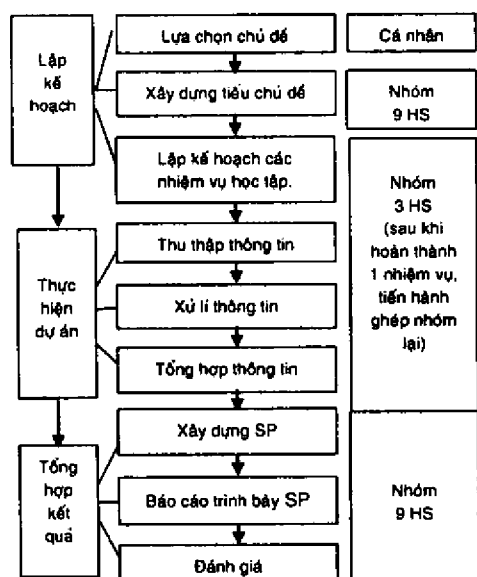 Lập
kế
hoạch
Lựa chọn chủ đề
Xây dựng tiểu chủ đề
Lập kế hoạch các
nhiệm vụ học tập.
Thực
hiện
dự án
Thu thập thông tin
Xử lí thông tin
Tổng hợp thông tin
Tổng
hợp
kết
quả
Xây dựng SP
Báo cáo trình bày SP
Đánh giá
Cá nhân
Nhóm
9 HS
Nhóm
3 HS
(sau khi
hoàn thành
1 nhiệm vụ,
tiến hành
ghép nhóm
lại)
Nhóm
9 HS